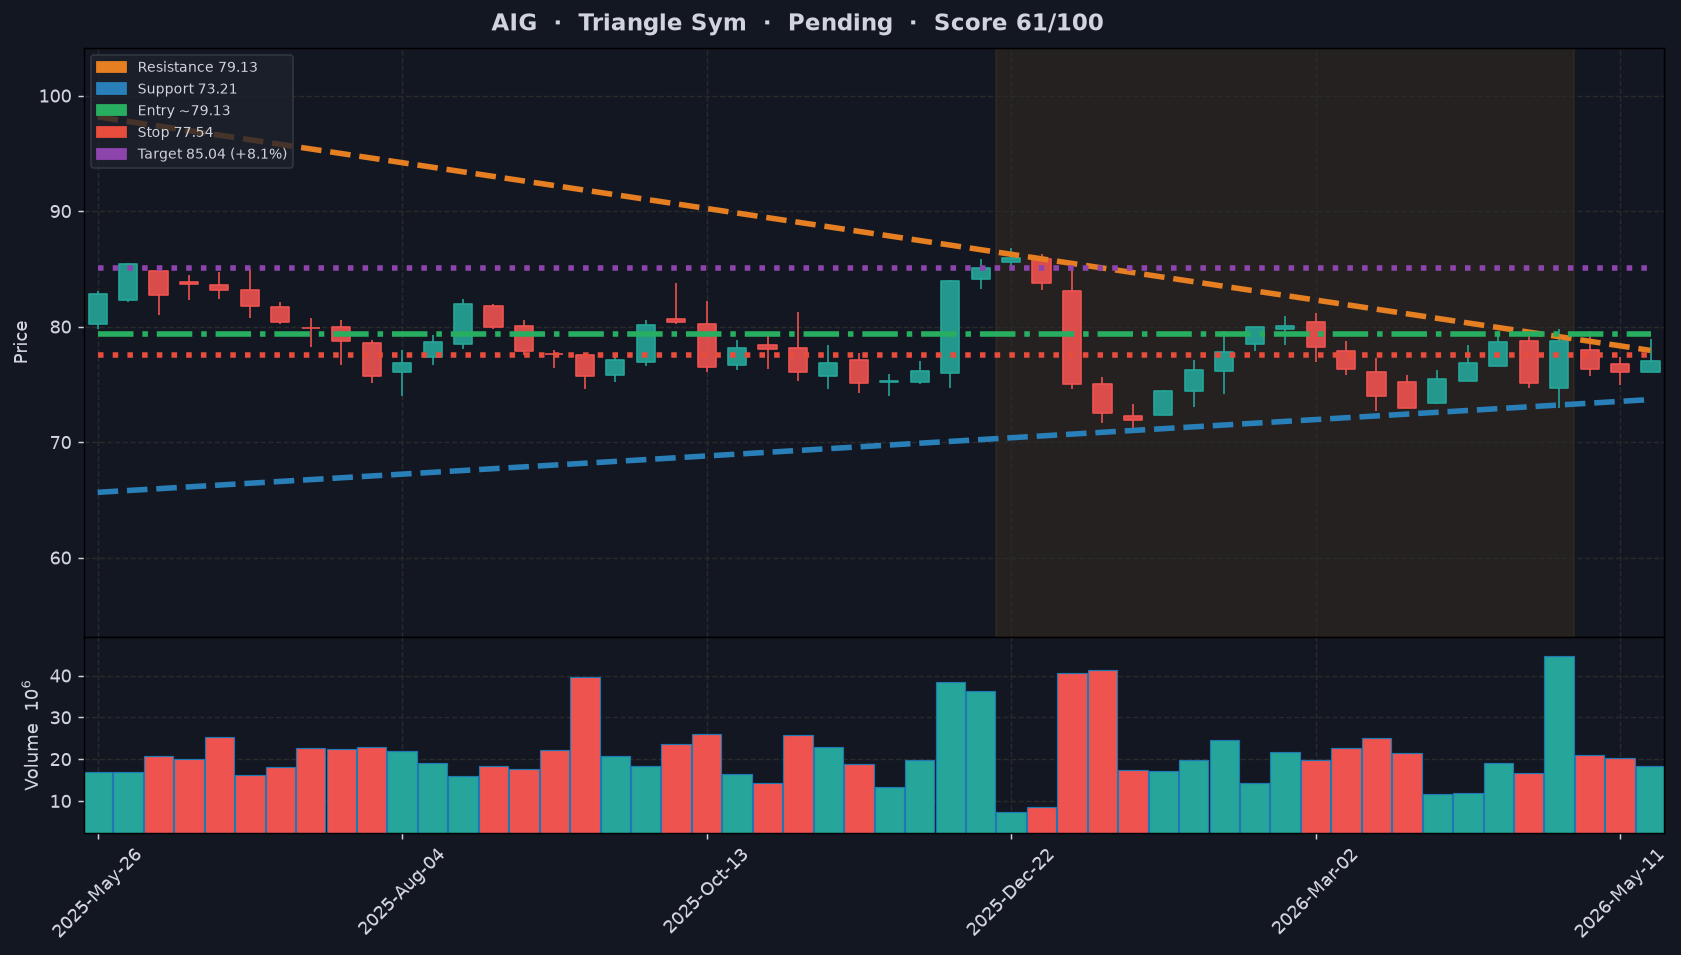 AIG · Triangle Sym · Pending · Score 61/100
Resistance 79.13
Support 73.21
Entry ~79.13
Stop 77.54
Target 85.04 (+8.1%)
Price
100
90
80
70
60
Volume 10⁶
40
30
20
10
2025-May-26
2025-Aug-04
2025-Oct-13
2025-Dec-22
2026-Mar-02
2026-May-11